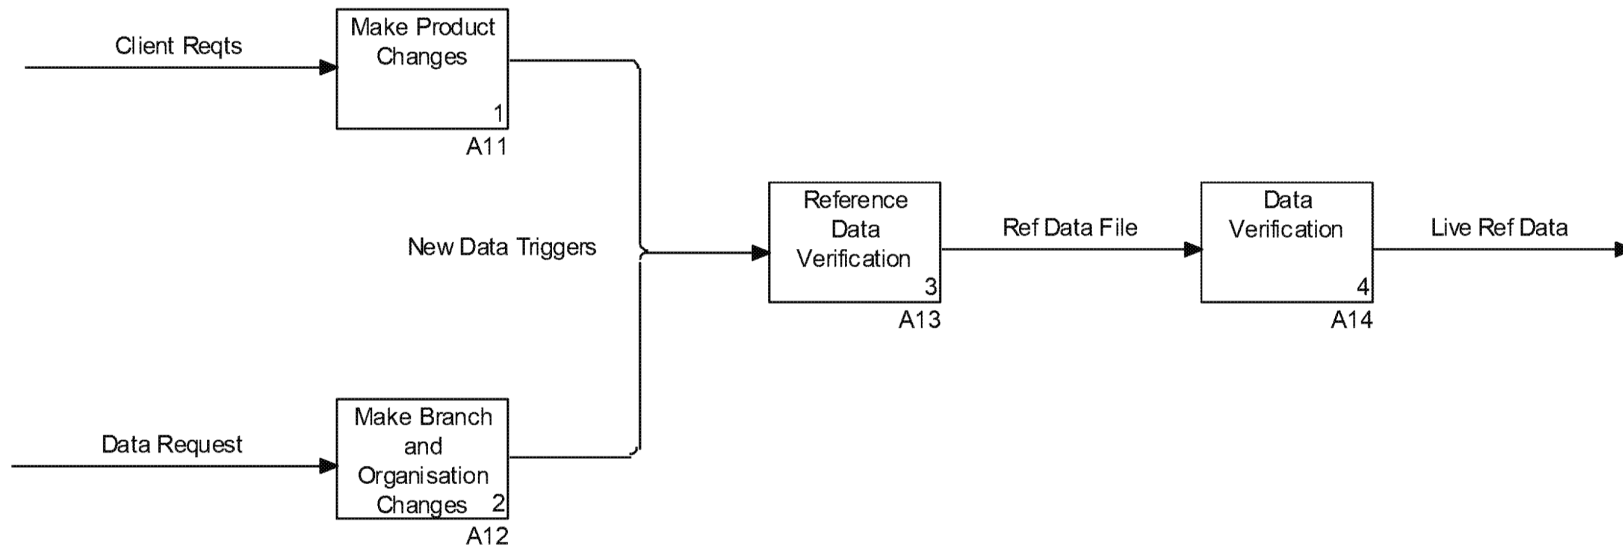 Client Reqts
Make Product
Changes
1
A11
New Data Triggers
Data Request
Make Branch
and
Organisation
Changes 2
A12
Reference
Data
Verification
3
A13
Ref Data File
Data
Verification
4
A14
Live Ref Data